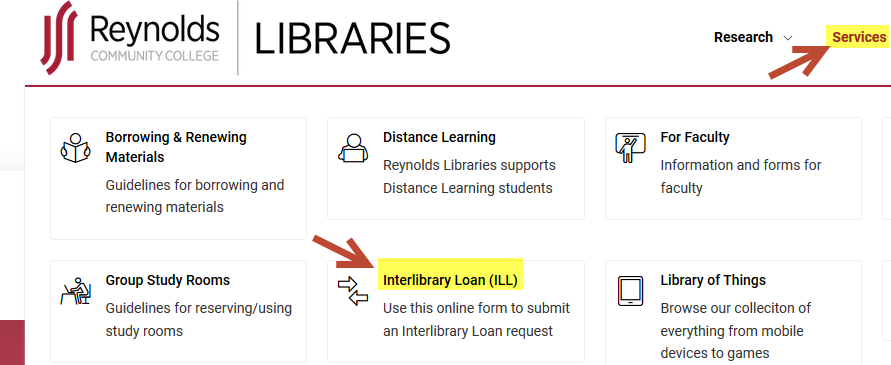 Reynolds
COMMUNITY COLLEGE
LIBRARIES
Research
Services
Borrowing & Renewing
Materials
Guidelines for borrowing and
renewing materials
Distance Learning
Reynolds Libraries supports
Distance Learning students
For Faculty
Information and forms for
faculty
Group Study Rooms
Guidelines for reserving/using
study rooms
Interlibrary Loan (ILL)
Use this online form to submit
an Interlibrary Loan request
Library of Things
Browse our colleciton of
everything from mobile
devices to games